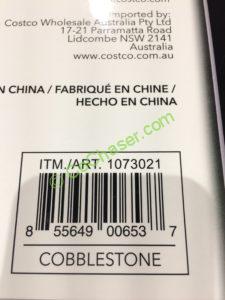 .costco.com
Imported by:
Costco Wholesale Australia Pty Ltd
17-21 Parramatta Road
Lidcombe NSW 2141
Australia
www.costco.com.au
N CHINA / FABRIQUÉ EN CHINE /
HECHO EN CHINA
ITM./ART. 1073021
8 55649 00653 7
COBBLESTONE